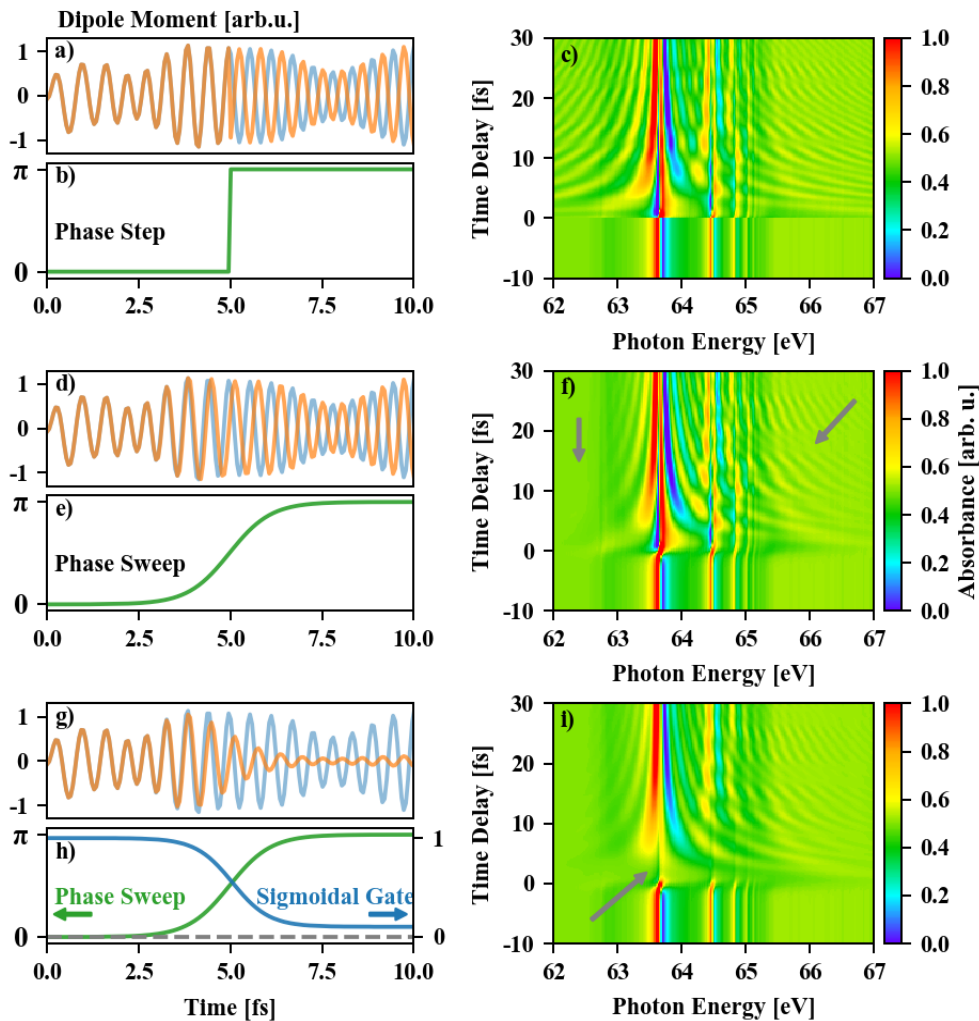 Dipole Moment [arb.u.]
a)
1
0
-1
b)
π
0
Phase Step
0.0 2.5 5.0 7.5 10.0
c)
30
20
10
0
-10
Time Delay [fs]
62 63 64 65 66 67
Photon Energy [eV]
1.0
0.8
0.6
0.4
0.2
0.0
d)
1
0
-1
e)
π
0
Phase Sweep
0.0 2.5 5.0 7.5 10.0
f)
30
20
10
0
-10
Time Delay [fs]
62 63 64 65 66 67
Photon Energy [eV]
1.0
0.8
0.6
0.4
0.2
0.0
Absorbance [arb. u.]
g)
1
0
-1
h)
π
0
1
0
Phase Sweep
Sigmoidal Gate
0.0 2.5 5.0 7.5 10.0
Time [fs]
i)
30
20
10
0
-10
Time Delay [fs]
62 63 64 65 66 67
Photon Energy [eV]
1.0
0.8
0.6
0.4
0.2
0.0